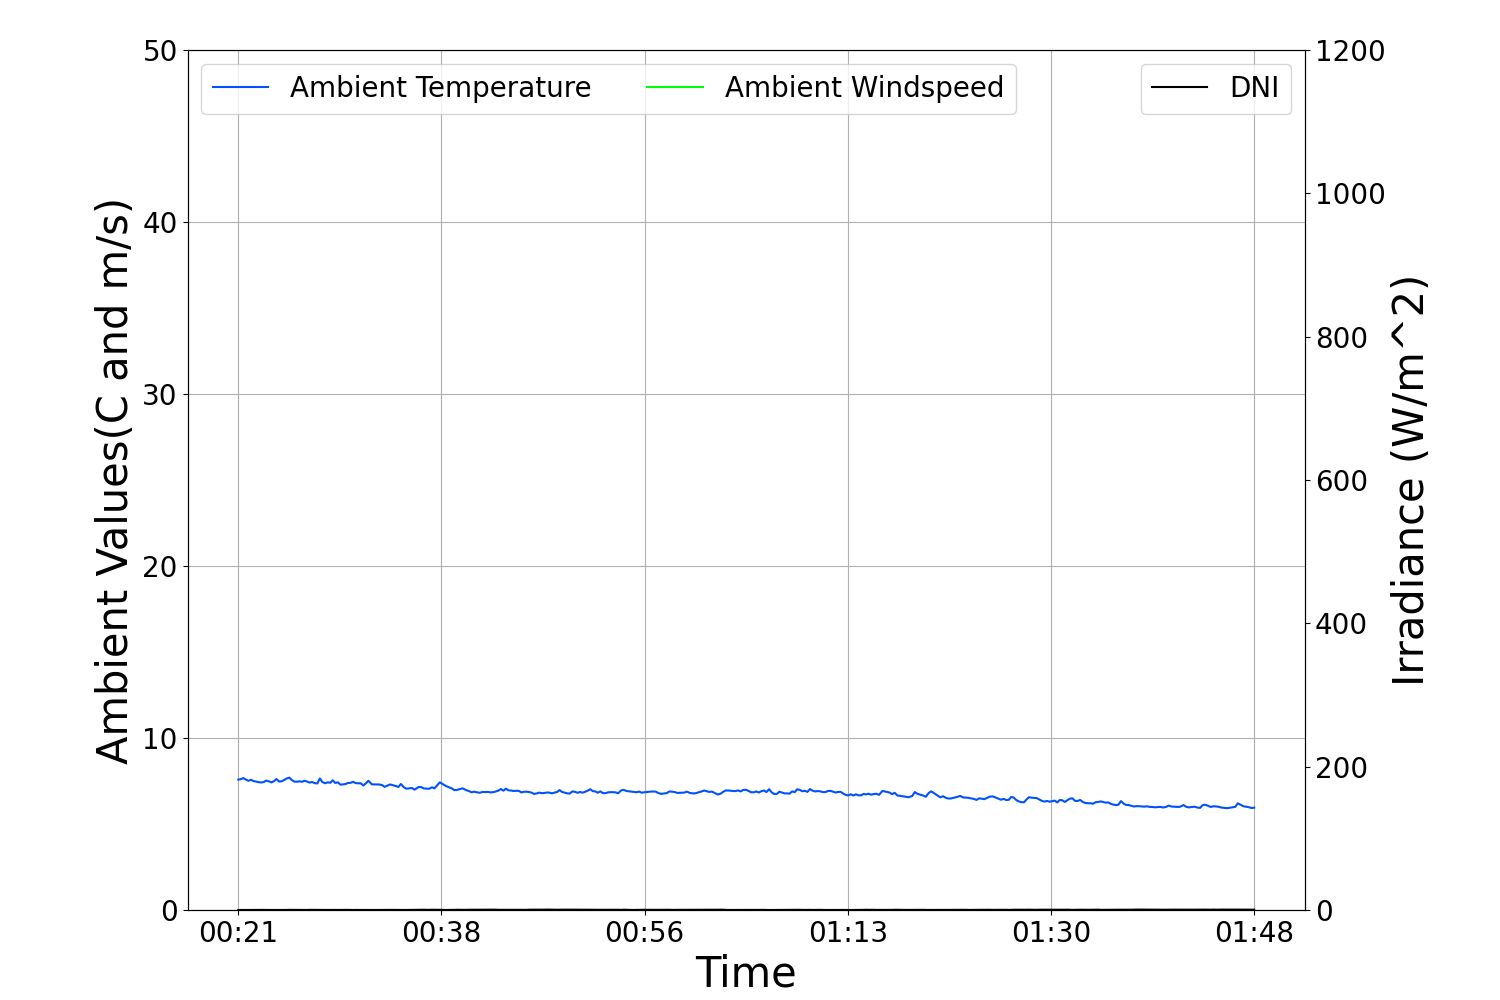 Ambient Temperature Ambient Windspeed DNI
Ambient Values(C and m/s)
50
40
30
20
10
0
1200
1000
800
600
400
200
0
Irradiance (W/m^2)
00:21 00:38 00:56 01:13 01:30 01:48
Time